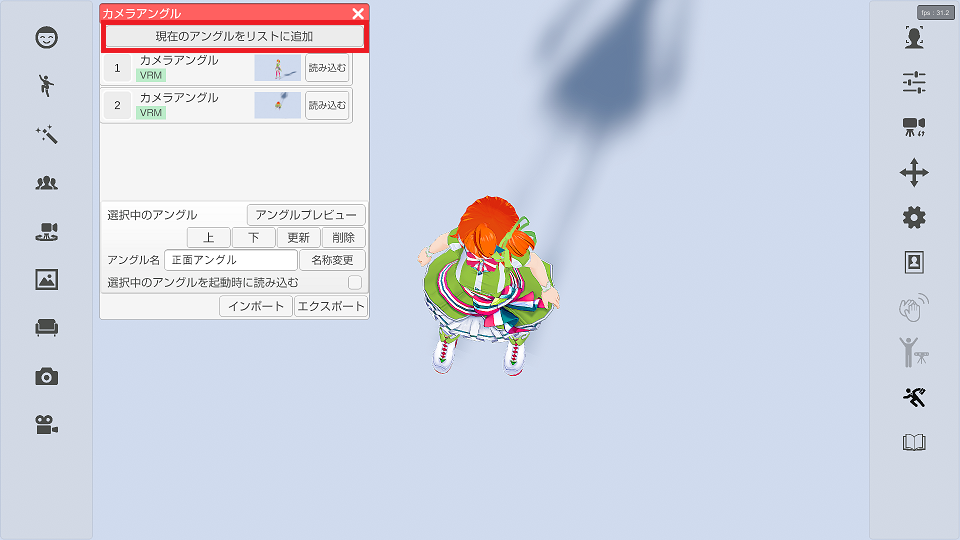 カメラアングル
fps : 31.2
現在のアングルをリストに追加
1 カメラアングル 読み込む
VRM
2 カメラアングル 読み込む
VRM
選択中のアングル アングルプレビュー
上 下 更新 削除
アングル名 正面アングル 名称変更
選択中のアングルを起動時に読み込む
インポート エクスポート